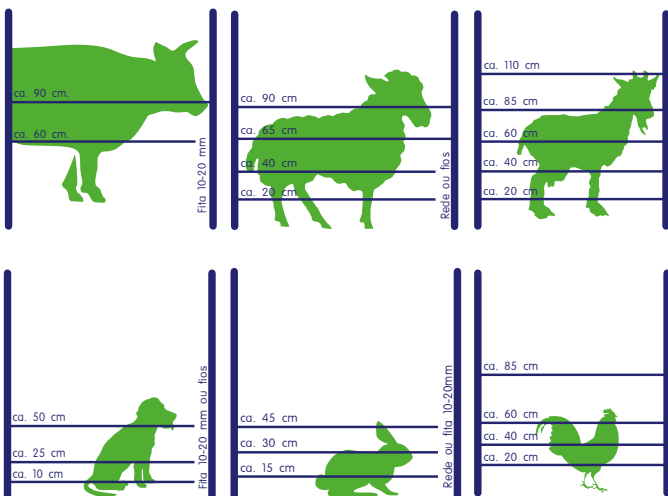 ca. 90 cm.
ca. 60 cm.
Fita 10-20 mm
ca. 90 cm
ca. 65 cm
ca. 40 cm
ca. 20 cm
Rede ou fios
ca. 110 cm
ca. 85 cm
ca. 60 cm
ca. 40 cm
ca. 20 cm
ca. 50 cm
ca. 25 cm
ca. 10 cm
Fita 10-20 mm ou fios
ca. 45 cm
ca. 30 cm
ca. 15 cm
Rede ou fita 10-20mm
ca. 85 cm
ca. 60 cm
ca. 40 cm
ca. 20 cm